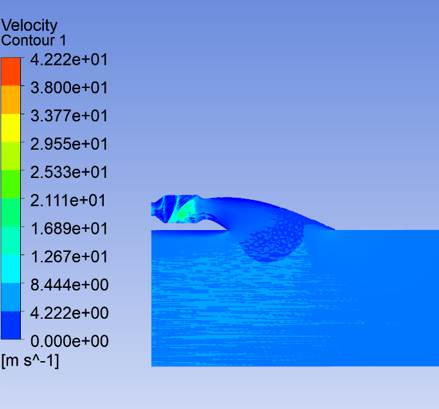 Velocity
Contour 1
4.222e+01
3.800e+01
3.377e+01
2.955e+01
2.533e+01
2.111e+01
1.689e+01
1.267e+01
8.444e+00
4.222e+00
0.000e+00
[m s^-1]